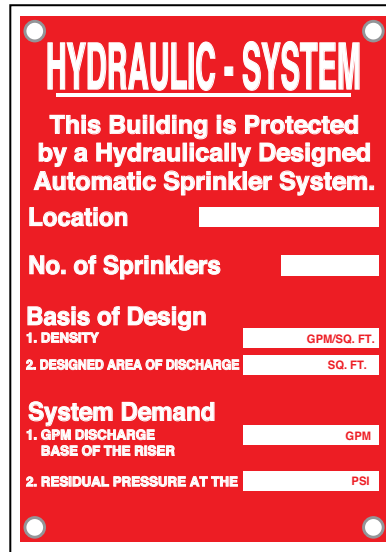 HYDRAULIC - SYSTEM
This Building is Protected
by a Hydraulically Designed
Automatic Sprinkler System.
Location
No. of Sprinklers
Basis of Design
1. DENSITY GPM/SQ. FT.
2. DESIGNED AREA OF DISCHARGE SQ. FT.
System Demand
1. GPM DISCHARGE GPM
BASE OF THE RISER
2. RESIDUAL PRESSURE AT THE PSI